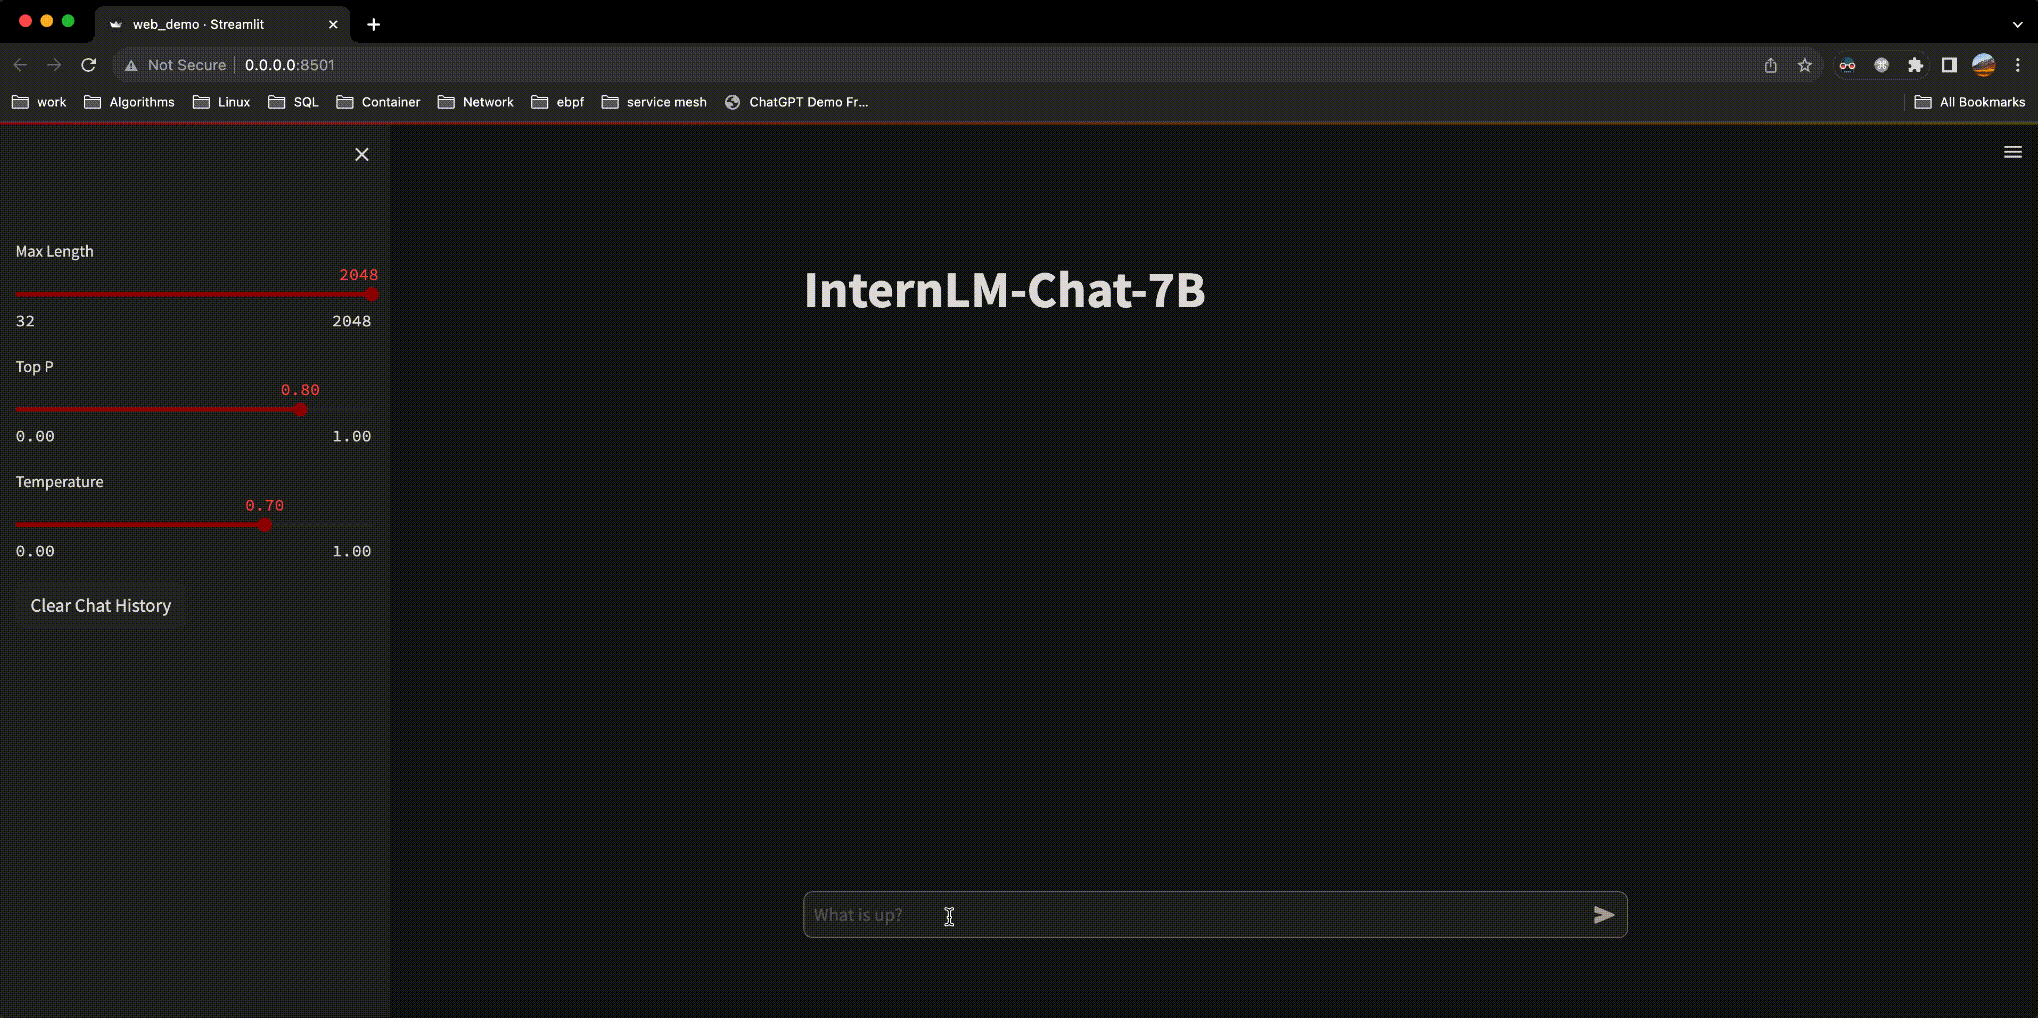 web_demo · Streamlit
Not Secure 0.0.0.0:8501
work Algorithms Linux SQL Container Network ebpf service mesh ChatGPT Demo Fr... All Bookmarks
Max Length
2048
32 2048
Top P
0.80
0.00 1.00
Temperature
0.70
0.00 1.00
Clear Chat History
InternLM-Chat-7B
What is up?